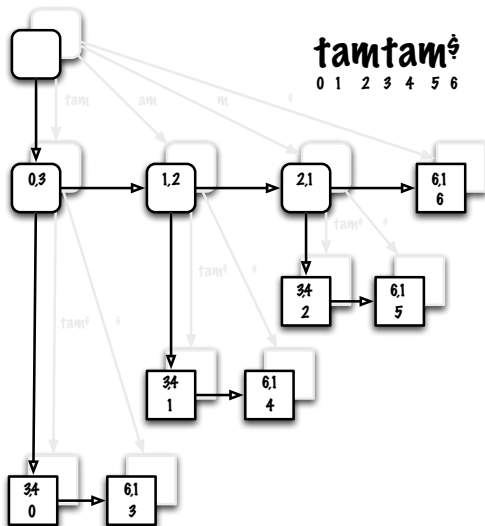 tamtam$
0 1 2 3 4 5 6
tam am m $
0,3 1,2 2,1 6,1
6
tam$ $
3,4 6,1
2 5
tam$ $
tam$ $
3,4 6,1
1 4
3,4 6,1
0 3